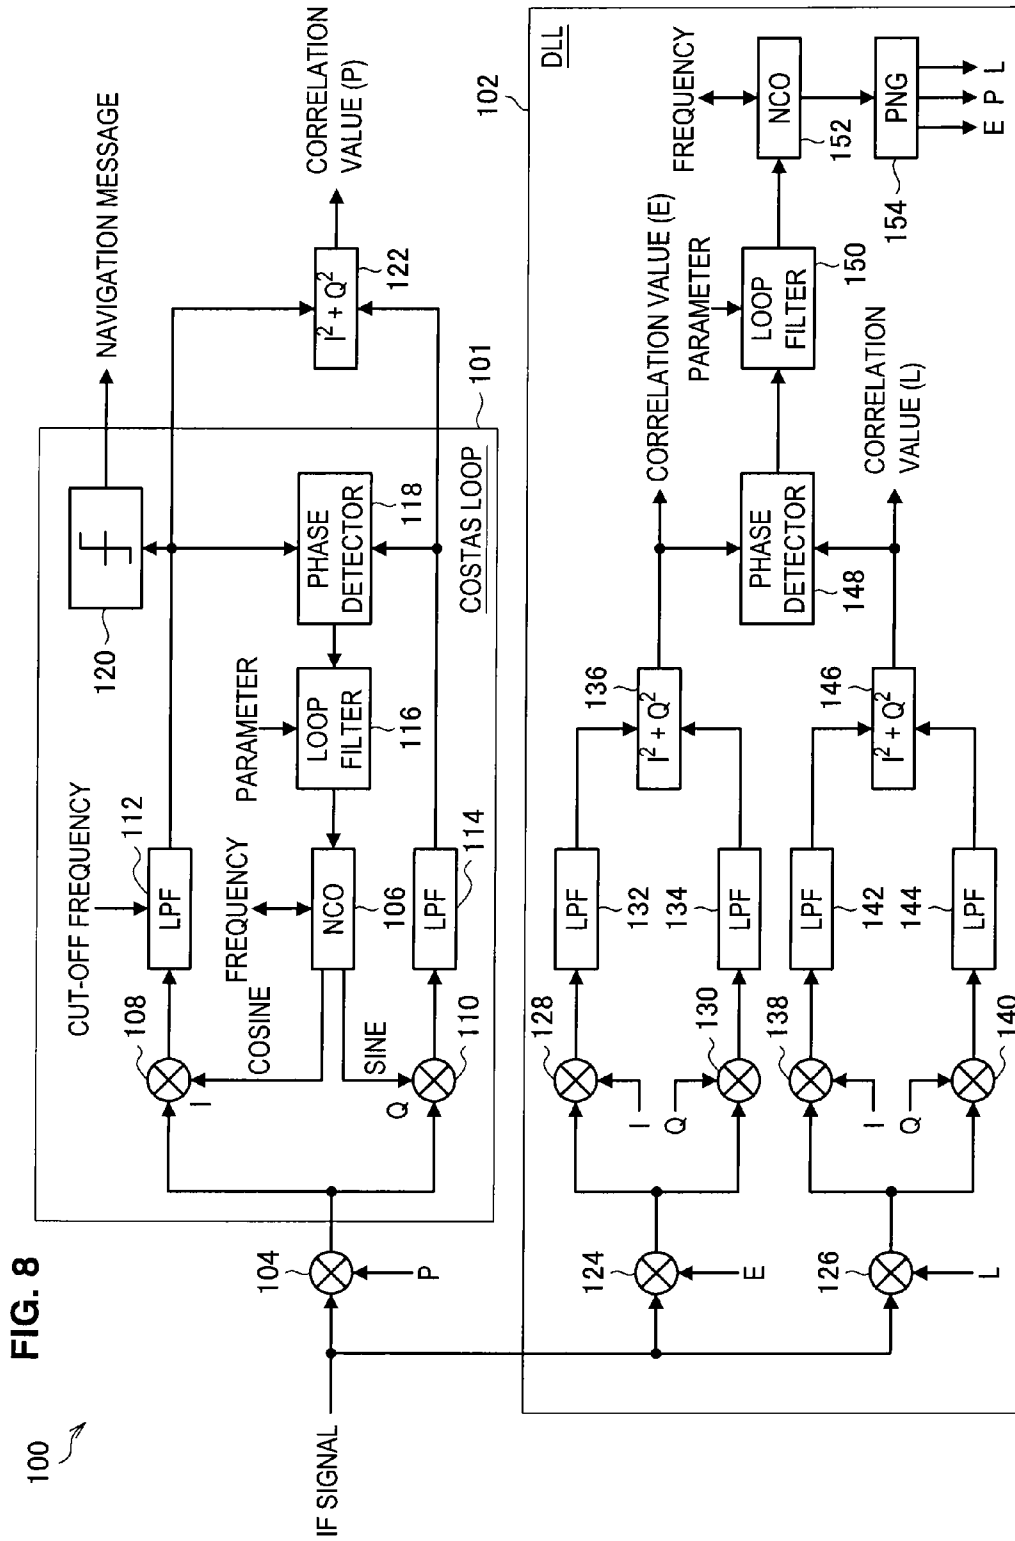 FIG. 8
100
IF SIGNAL
104
P
COSTAS LOOP
101
CUT-OFF FREQUENCY
108
I
112
LPF
120
NAVIGATION MESSAGE
COSINE
SINE
FREQUENCY
NCO
106
PARAMETER
LOOP
FILTER
116
PHASE
DETECTOR
118
Q
110
LPF
114
I² + Q²
122
CORRELATION
VALUE (P)
102
DLL
124
E
128
I
LPF
132
Q
130
134
LPF
136
I² + Q²
CORRELATION VALUE (E)
126
L
138
I
LPF
142
Q
140
144
LPF
146
I² + Q²
CORRELATION
VALUE (L)
PHASE
DETECTOR
148
PARAMETER
LOOP
FILTER
150
FREQUENCY
NCO
152
PNG
154
E P L